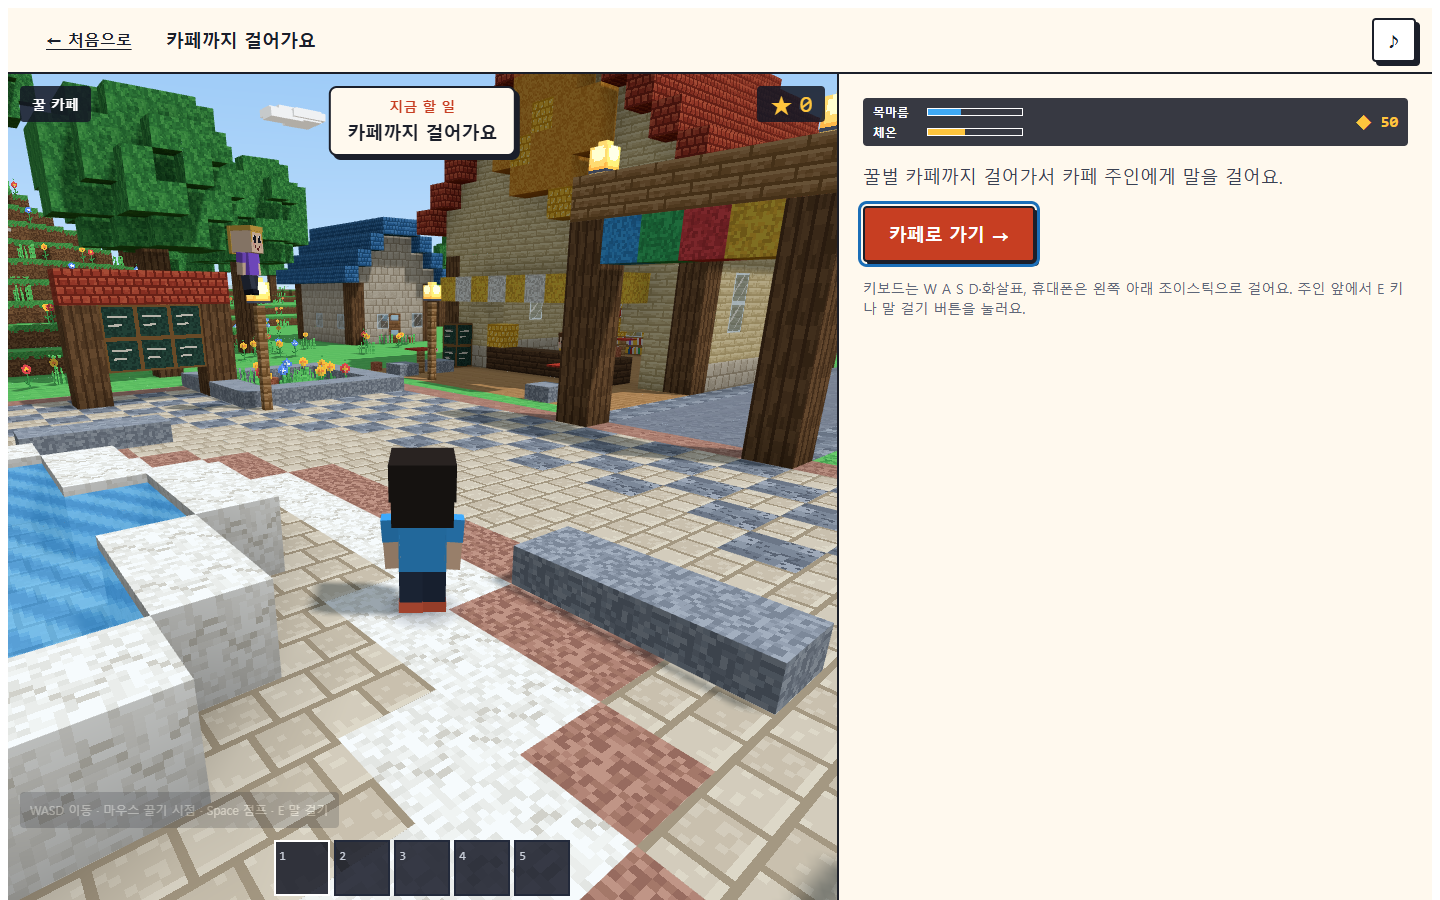 ← 처음으로
카페까지 걸어가요
♪
꿀 카페
지금 할 일
카페까지 걸어가요
★ 0
목마름
체온
◆ 50
꿀벌 카페까지 걸어가서 카페 주인에게 말을 걸어요.
카페로 가기 →
키보드는 W A S D·화살표, 휴대폰은 왼쪽 아래 조이스틱으로 걸어요. 주인 앞에서 E 키
나 말 걸기 버튼을 눌러요.
WASD 이동 · 마우스 끌기 시점 · Space 점프 · E 말 걸기
1
2
3
4
5